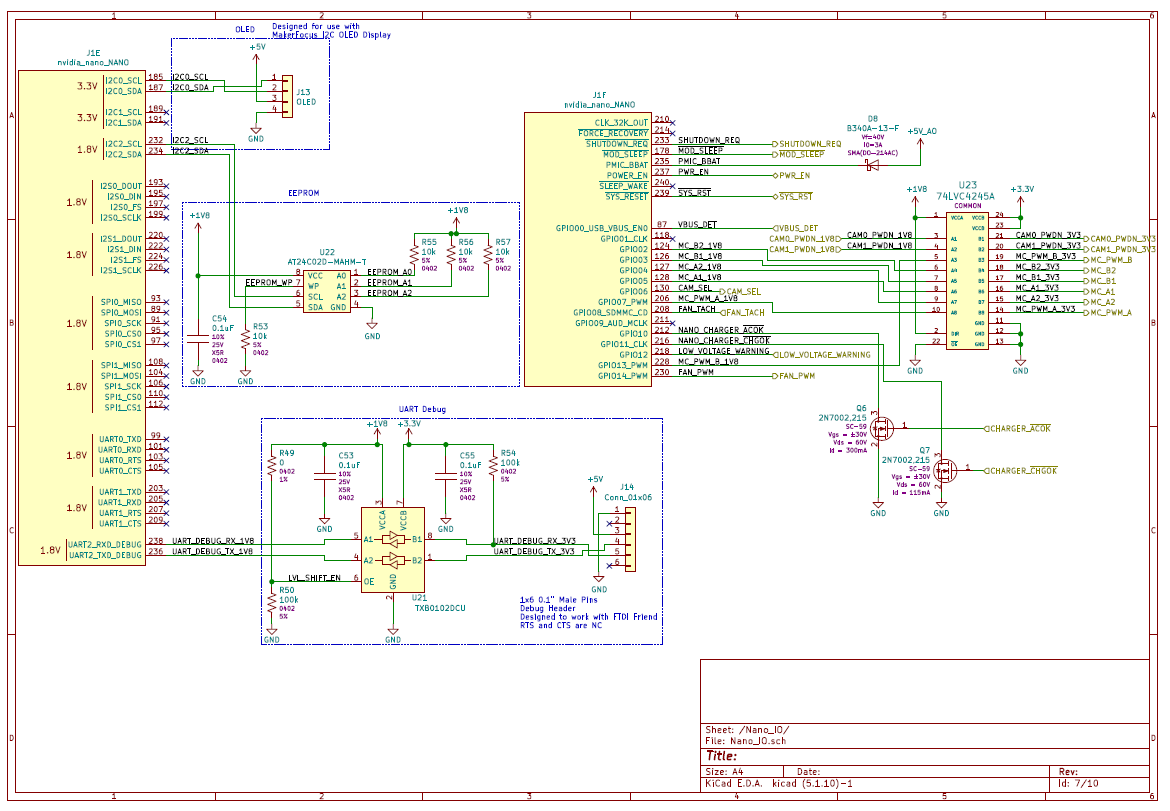 1 2 3 4 5 6
A
B
C
D
A
B
C
D
1 2 3 4 5 6
J1E
nvidia_nano_NANO
3.3V
I2C0_SCL 185 I2C0_SCL
I2C0_SDA 187 I2C0_SDA
3.3V
I2C1_SCL 189
I2C1_SDA 191
1.8V
I2C2_SCL 232 I2C2_SCL
I2C2_SDA 234 I2C2_SDA
1.8V
I2S0_DOUT 193
I2S0_DIN 195
I2S0_FS 197
I2S0_SCLK 199
1.8V
I2S1_DOUT 220
I2S1_DIN 222
I2S1_FS 224
I2S1_SCLK 226
1.8V
SPI0_MISO 93
SPI0_MOSI 89
SPI0_SCK 91
SPI0_CS0 95
SPI0_CS1 97
1.8V
SPI1_MISO 108
SPI1_MOSI 104
SPI1_SCK 106
SPI1_CS0 110
SPI1_CS1 112
1.8V
UART0_TXD 99
UART0_RXD 101
UART0_RTS 103
UART0_CTS 105
1.8V
UART1_TXD 203
UART1_RXD 205
UART1_RTS 207
UART1_CTS 209
1.8V
UART2_RXD_DEBUG 238 UART_DEBUG_RX_1V8
UART2_TXD_DEBUG 236 UART_DEBUG_TX_1V8
OLED
Designed for use with
MakerFocus I2C OLED Display
+5V
1
2
3
4
J13
OLED
GND
EEPROM
+1V8
C54
0.1uF
10%
25V
X5R
0402
GND
EEPROM_WP
R53
10k
5%
0402
GND
U22
AT24C02D-MAHM-T
8 VCC A0 1 EEPROM_A0
7 WP A1 2 EEPROM_A1
6 SCL A2 3 EEPROM_A2
5 SDA GND 4
GND
+1V8
R55
10k
5%
0402
R56
10k
5%
0402
R57
10k
5%
0402
UART Debug
R49
0
0402
1%
C53
0.1uF
10%
25V
X5R
0402
GND
+1V8
+3.3V
C55
0.1uF
10%
25V
X5R
0402
GND
R54
100k
0402
5%
3 VCCA
7 VCCB
5 A1 B1 8
4 A2 B2 1
6 OE
GND 2
GND
U21
TXB0102DCU
LVL_SHIFT_EN
R50
100k
0402
5%
GND
UART_DEBUG_RX_3V3
UART_DEBUG_TX_3V3
+5V
J14
Conn_01x06
1
2
3
4
5
6
GND
1x6 0.1" Male Pins
Debug Header
Designed to work with FTDI Friend
RTS and CTS are NC
J1F
nvidia_nano_NANO
CLK_32K_OUT 210
FORCE_RECOVERY 214
SHUTDOWN_REQ 233 SHUTDOWN_REQ SHUTDOWN_REQ
MOD_SLEEP 178 MOD_SLEEP MOD_SLEEP
PMIC_BBAT 235 PMIC_BBAT
POWER_EN 237 PWR_EN PWR_EN
SLEEP_WAKE 240
SYS_RESET 239 SYS_RST SYS_RST
GPIO00_USB_VBUS_EN0 87 VBUS_DET VBUS_DET
GPIO01_CLK 118
GPIO02 124 MC_B2_1V8
GPIO03 126 MC_B1_1V8
GPIO04 127 MC_A2_1V8
GPIO05 128 MC_A1_1V8
GPIO06 130 CAM_SEL CAM_SEL
GPIO07_PWM 206 MC_PWM_A_1V8
GPIO08_SDMMC_CD 208 FAN_TACH FAN_TACH
GPIO09_AUD_MCLK 211
GPIO10 212 NANO_CHARGER_ACOK
GPIO11_CLK 216 NANO_CHARGER_CHGOK
GPIO12 218 LOW_VOLTAGE_WARNING LOW_VOLTAGE_WARNING
GPIO13_PWM 228 MC_PWM_B_1V8
GPIO14_PWM 230 FAN_PWM FAN_PWM
D8
B340A-13-F
Vf=40V
I0=3A
SMA(DO-214AC)
+5V_AO
U23
74LVC4245A
COMMON
+1V8
+3.3V
1 VCCA VCCB 24
VCCB 23
CAM0_PWDN_1V8 CAM0_PWDN_1V8 3 A1 B1 21 CAM0_PWDN_3V3 CAM0_PWDN_3V3
CAM1_PWDN_1V8 CAM1_PWDN_1V8 4 A2 B2 20 CAM1_PWDN_3V3 CAM1_PWDN_3V3
5 A3 B3 19 MC_PWM_B_3V3 MC_PWM_B
6 A4 B4 18 MC_B2_3V3 MC_B2
7 A5 B5 17 MC_B1_3V3 MC_B1
8 A6 B6 16 MC_A1_3V3 MC_A1
9 A7 B7 15 MC_A2_3V3 MC_A2
10 A8 B8 14 MC_PWM_A_3V3 MC_PWM_A
GND 11
2 DIR GND 12
22 OE GND 13
GND
GND
Q6
2N7002,215
SC-59
Vgs = ±30V
Vds = 60V
Id = 300mA
3
1
2
CHARGER_ACOK
GND
Q7
2N7002,215
SC-59
Vgs = ±30V
Vds = 60V
Id = 115mA
3
1
2
CHARGER_CHGOK
GND
Sheet: /Nano_IO/
File: Nano_IO.sch
Title:
Size: A4 Date: Rev:
KiCad E.D.A. kicad (5.1.10)-1 Id: 7/10